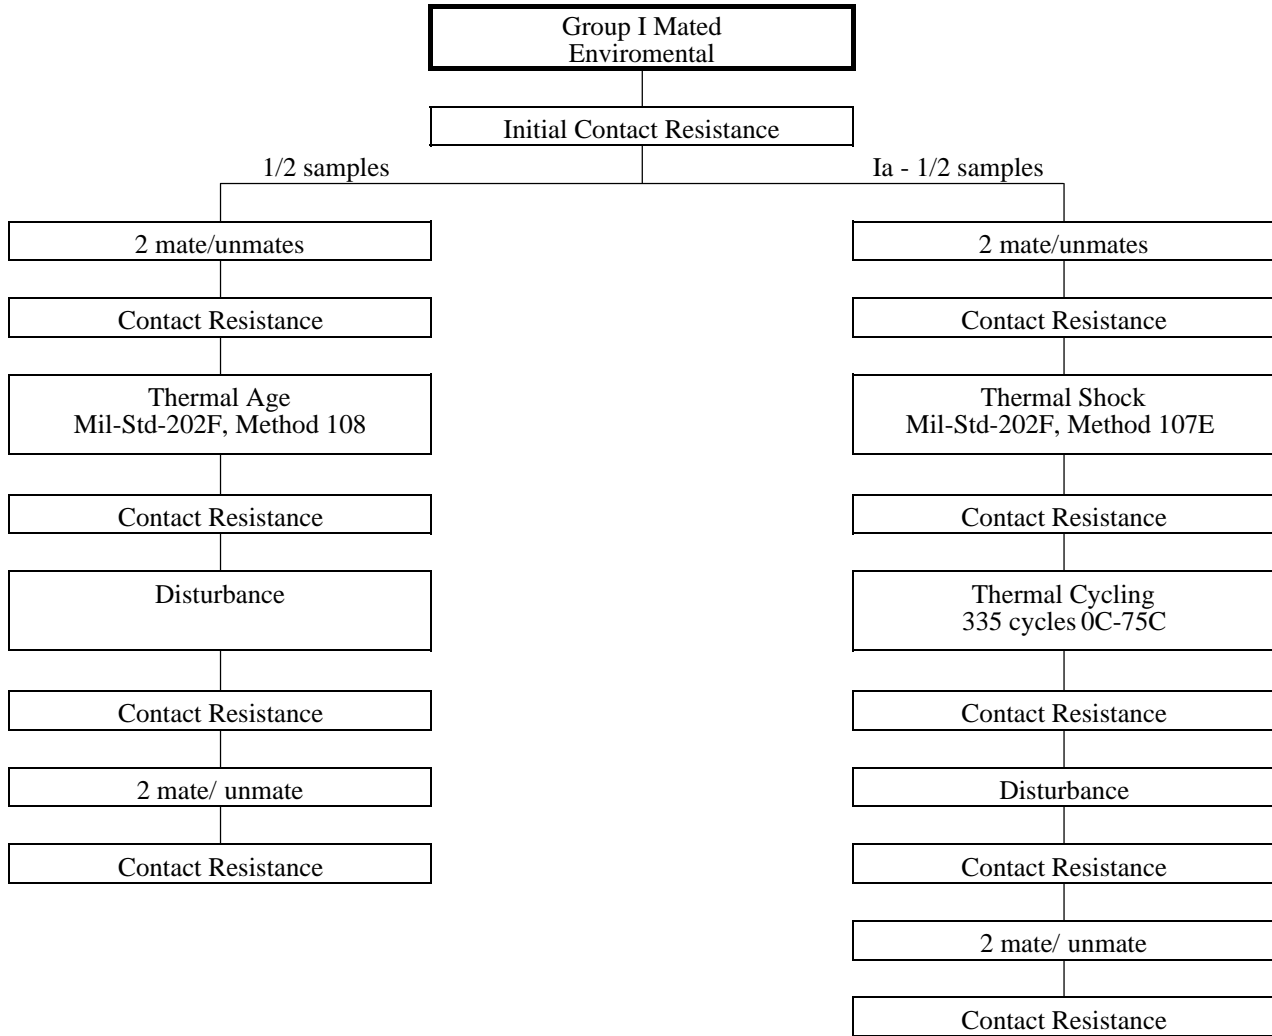 Group I Mated
Enviromental
Initial Contact Resistance
1/2 samples
Ia - 1/2 samples
2 mate/unmates
Contact Resistance
Thermal Age
Mil-Std-202F, Method 108
Contact Resistance
Disturbance
Contact Resistance
2 mate/ unmate
Contact Resistance
2 mate/unmates
Contact Resistance
Thermal Shock
Mil-Std-202F, Method 107E
Contact Resistance
Thermal Cycling
335 cycles 0C-75C
Contact Resistance
Disturbance
Contact Resistance
2 mate/ unmate
Contact Resistance